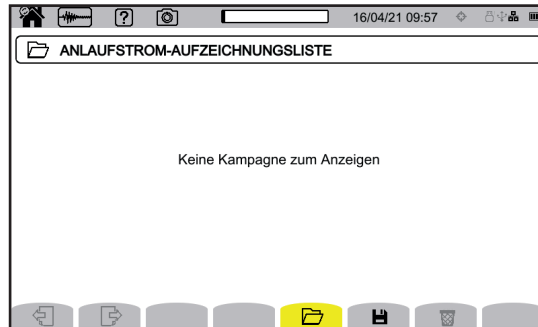 16/04/21 09:57
ANLAUFSTROM-AUFZEICHNUNGSLISTE
Keine Kampagne zum Anzeigen